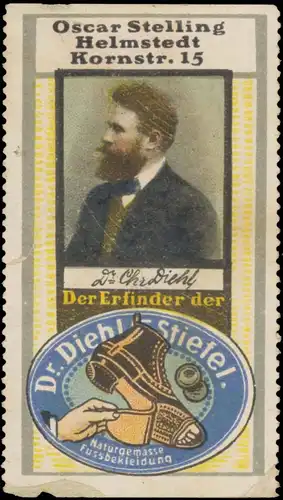 Oscar Stelling
Helmstedt
Kornstr. 15
Dr. Chr. Diehl
Der Erfinder der
Dr. Diehl-Stiefel.
Naturgemässe
Fussbekleidung